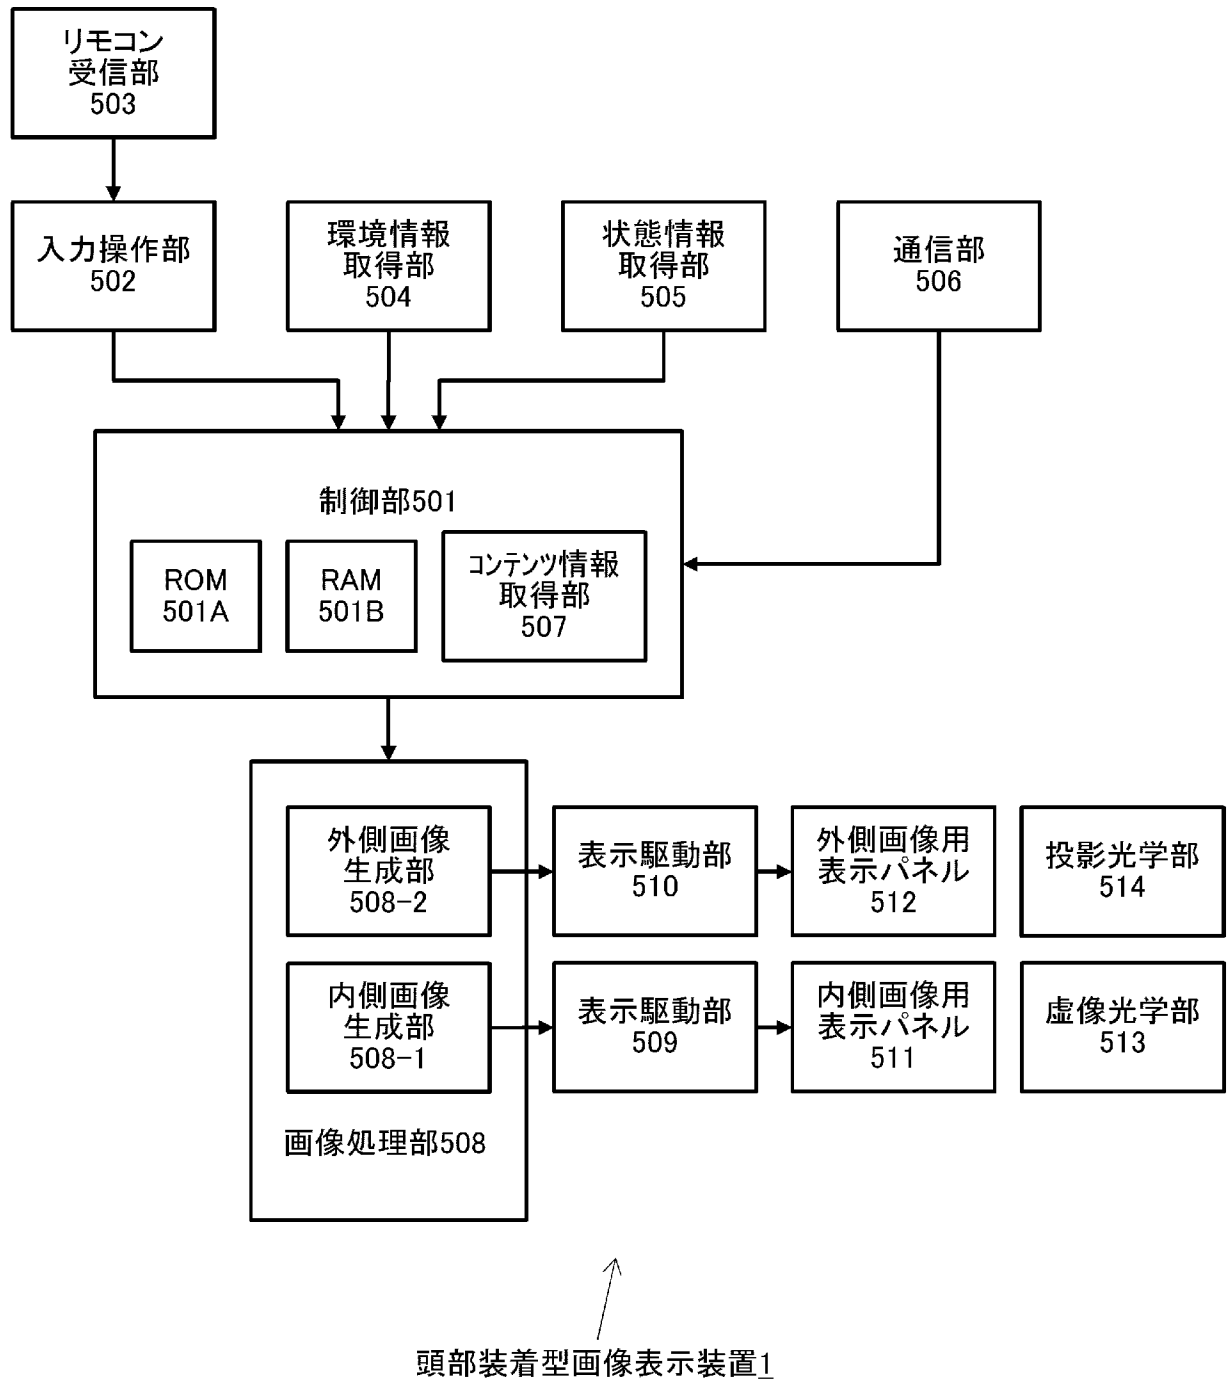 リモコン
受信部
503
入力操作部
502
環境情報
取得部
504
状態情報
取得部
505
通信部
506
制御部501
ROM
501A
RAM
501B
コンテンツ情報
取得部
507
外側画像
生成部
508-2
表示駆動部
510
外側画像用
表示パネル
512
投影光学部
514
内側画像
生成部
508-1
表示駆動部
509
内側画像用
表示パネル
511
虚像光学部
513
画像処理部508
頭部装着型画像表示装置1